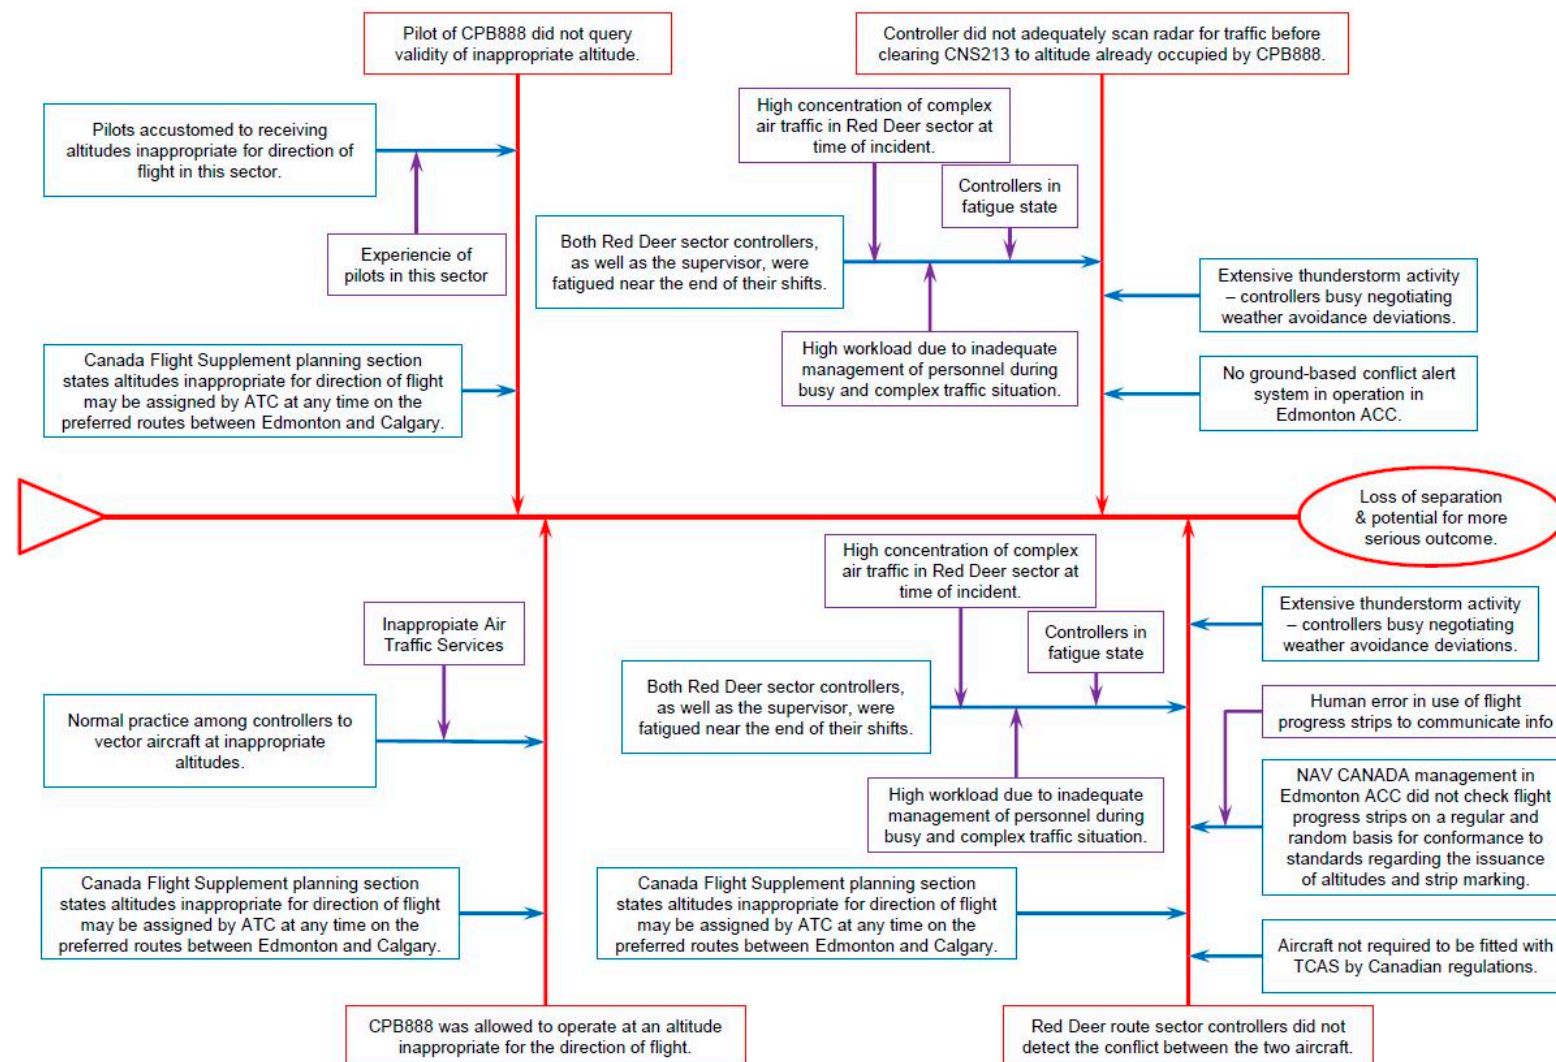 Pilot of CPB888 did not query
validity of inappropriate altitude.
Controller did not adequately scan radar for traffic before
clearing CNS213 to altitude already occupied by CPB888.
Pilots accustomed to receiving
altitudes inappropriate for direction of
flight in this sector.
High concentration of complex
air traffic in Red Deer sector at
time of incident.
Controllers in
fatigue state
Experiencie of
pilots in this sector
Both Red Deer sector controllers,
as well as the supervisor, were
fatigued near the end of their shifts.
Extensive thunderstorm activity
– controllers busy negotiating
weather avoidance deviations.
Canada Flight Supplement planning section
states altitudes inappropriate for direction of flight
may be assigned by ATC at any time on the
preferred routes between Edmonton and Calgary.
High workload due to inadequate
management of personnel during
busy and complex traffic situation.
No ground-based conflict alert
system in operation in
Edmonton ACC.
Loss of separation
& potential for more
serious outcome.
High concentration of complex
air traffic in Red Deer sector at
time of incident.
Inappropiate Air
Traffic Services
Controllers in
fatigue state
Extensive thunderstorm activity
– controllers busy negotiating
weather avoidance deviations.
Normal practice among controllers to
vector aircraft at inappropriate
altitudes.
Both Red Deer sector controllers,
as well as the supervisor, were
fatigued near the end of their shifts.
Human error in use of flight
progress strips to communicate info
High workload due to inadequate
management of personnel during
busy and complex traffic situation.
NAV CANADA management in
Edmonton ACC did not check flight
progress strips on a regular and
random basis for conformance to
standards regarding the issuance
of altitudes and strip marking.
Canada Flight Supplement planning section
states altitudes inappropriate for direction of flight
may be assigned by ATC at any time on the
preferred routes between Edmonton and Calgary.
Canada Flight Supplement planning section
states altitudes inappropriate for direction of flight
may be assigned by ATC at any time on the
preferred routes between Edmonton and Calgary.
Aircraft not required to be fitted with
TCAS by Canadian regulations.
CPB888 was allowed to operate at an altitude
inappropriate for the direction of flight.
Red Deer route sector controllers did not
detect the conflict between the two aircraft.